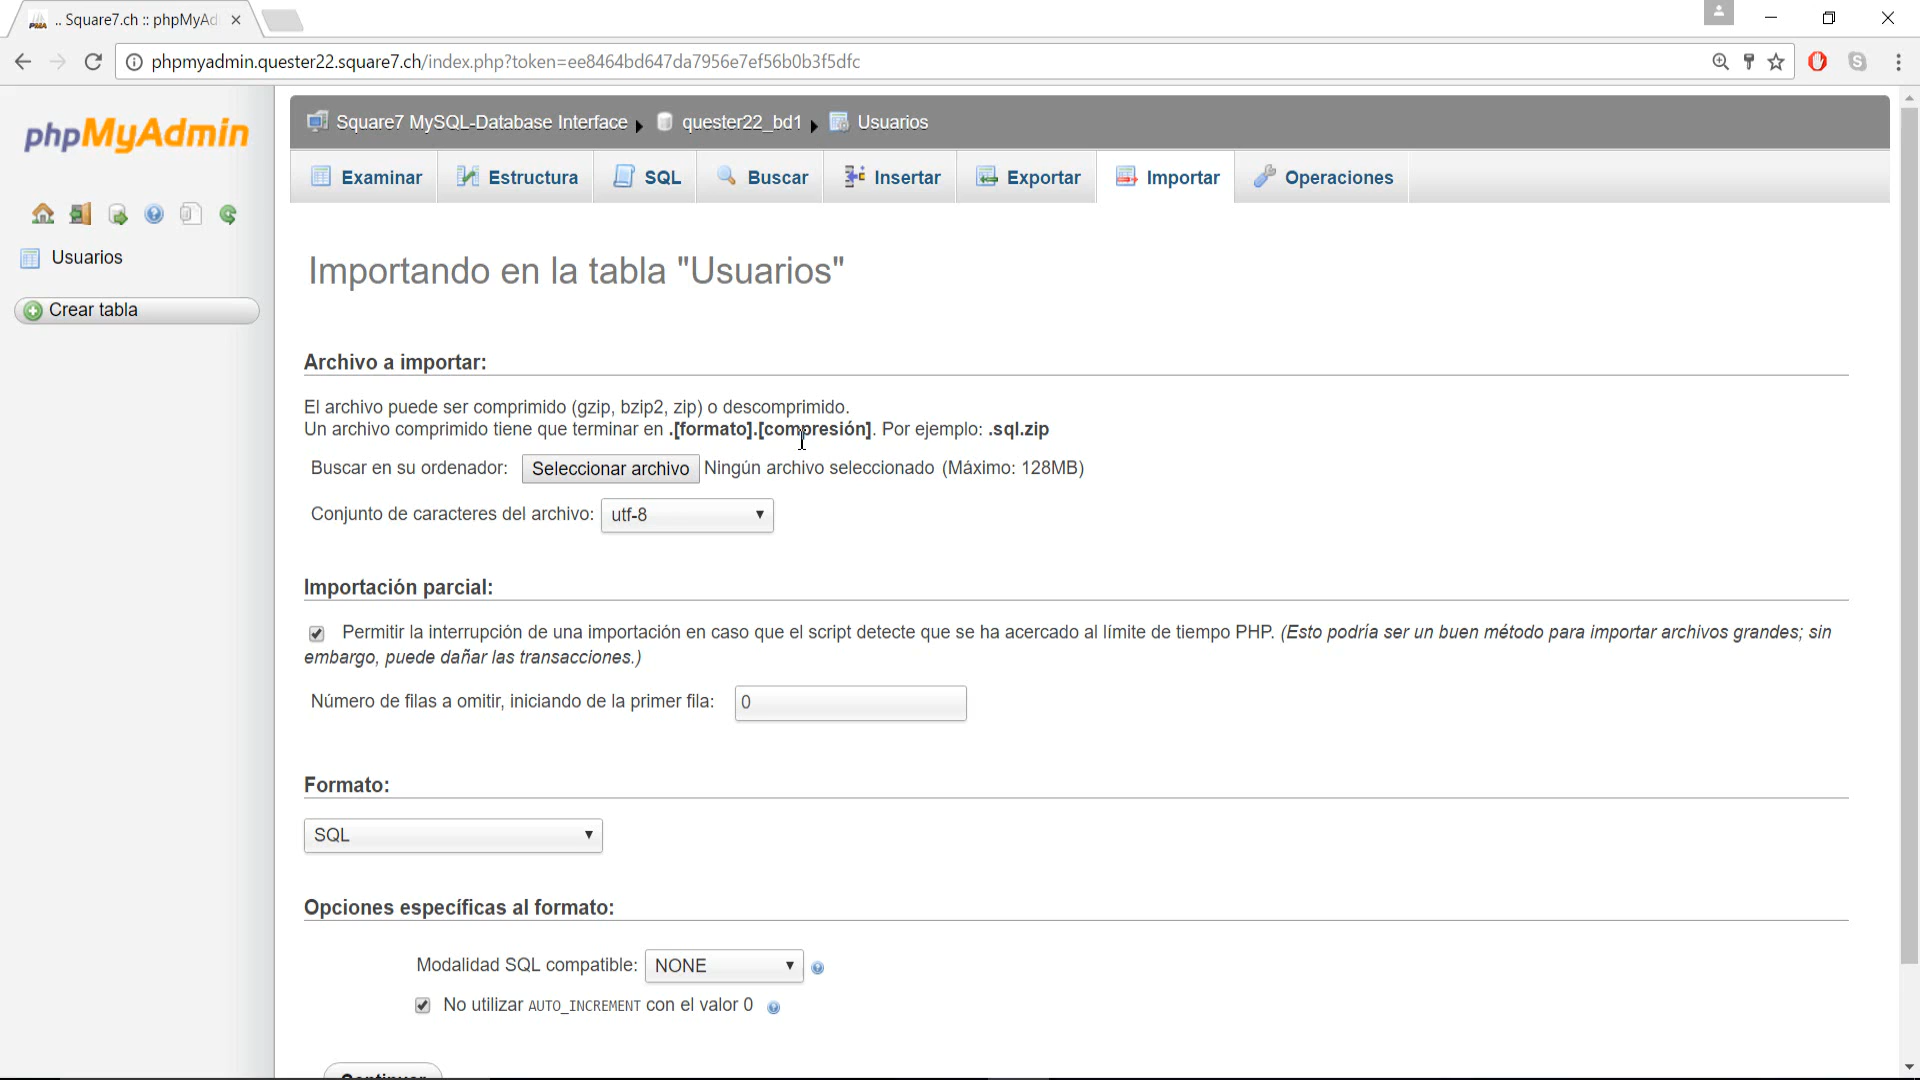 .. Square7.ch :: phpMyAd
phpmyadmin.quester22.square7.ch/index.php?token=ee8464bd647da7956e7ef56b0b3f5dfc
phpMyAdmin
Usuarios
Crear tabla
Square7 MySQL-Database Interface quester22_bd1 Usuarios
Examinar Estructura SQL Buscar Insertar Exportar Importar Operaciones
Importando en la tabla "Usuarios"
Archivo a importar:
El archivo puede ser comprimido (gzip, bzip2, zip) o descomprimido.
Un archivo comprimido tiene que terminar en .[formato].[compresión]. Por ejemplo: .sql.zip
Buscar en su ordenador: Seleccionar archivo Ningún archivo seleccionado (Máximo: 128MB)
Conjunto de caracteres del archivo: utf-8
Importación parcial:
Permitir la interrupción de una importación en caso que el script detecte que se ha acercado al límite de tiempo PHP. (Esto podría ser un buen método para importar archivos grandes; sin
embargo, puede dañar las transacciones.)
Número de filas a omitir, iniciando de la primer fila: 0
Formato:
SQL
Opciones específicas al formato:
Modalidad SQL compatible: NONE
No utilizar AUTO_INCREMENT con el valor 0
Continuar